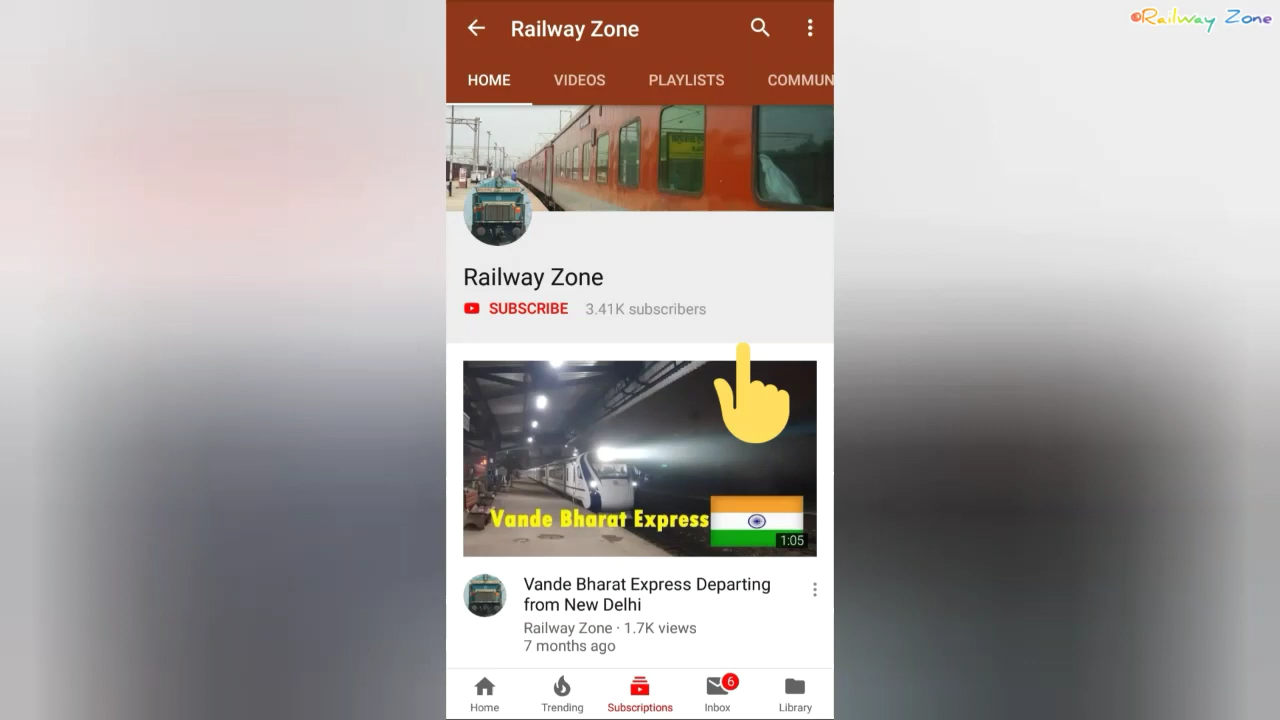 Railway Zone
Railway Zone
HOME VIDEOS PLAYLISTS COMMUN
Railway Zone
SUBSCRIBE 3.41K subscribers
Vande Bharat Express
1:05
Vande Bharat Express Departing
from New Delhi
Railway Zone · 1.7K views
7 months ago
6
Home Trending Subscriptions Inbox Library